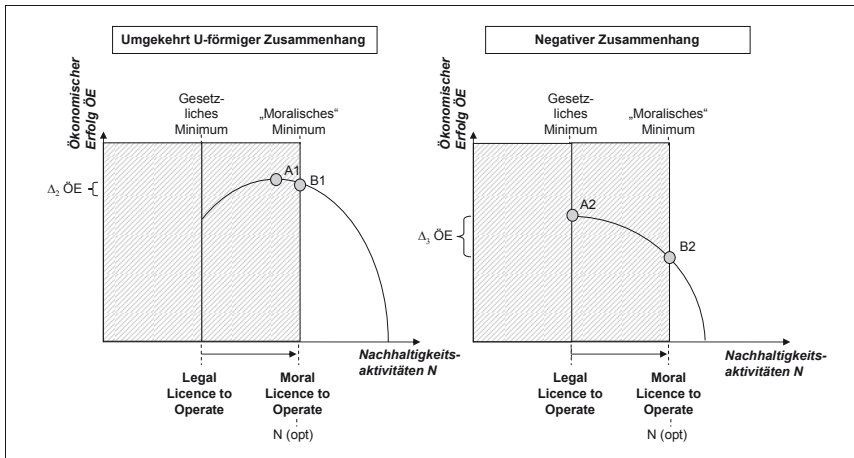 Umgekehrt U-förmiger Zusammenhang
Ökonomischer
Erfolg ÖE
Gesetz-
liches
Minimum
„Moralisches“
Minimum
A1
B1
Δ2 ÖE
Nachhaltigkeits-
aktivitäten N
Legal
Licence to
Operate
Moral
Licence to
Operate
N (opt)
Negativer Zusammenhang
Ökonomischer
Erfolg ÖE
Gesetz-
liches
Minimum
„Moralisches“
Minimum
A2
B2
Δ3 ÖE
Nachhaltigkeits-
aktivitäten N
Legal
Licence to
Operate
Moral
Licence to
Operate
N (opt)